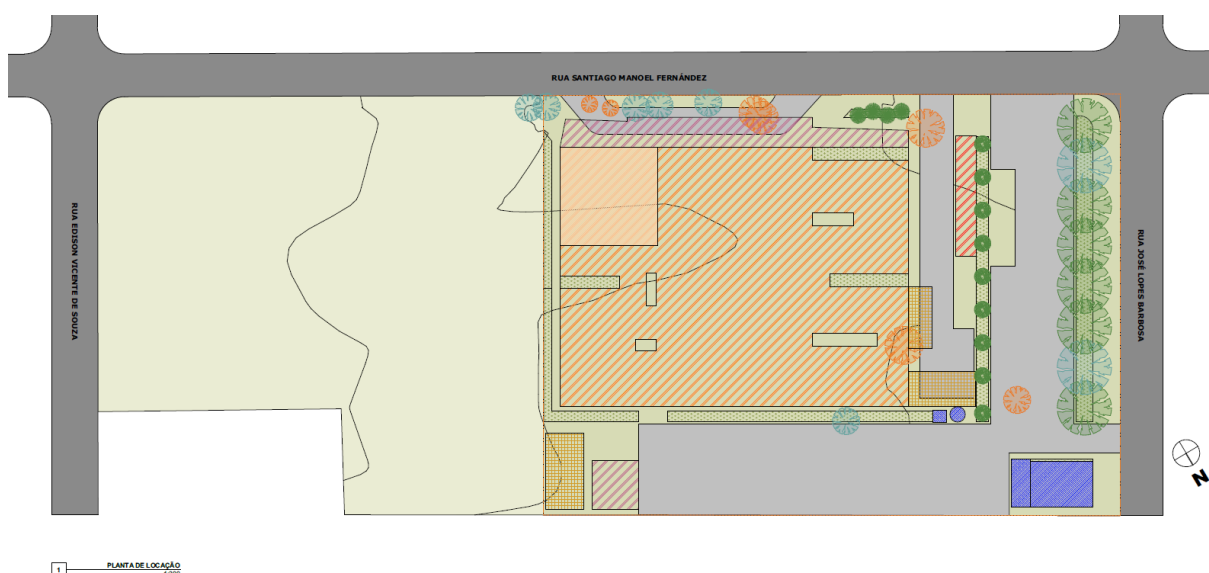 RUA SANTIAGO MANOEL FERNÁNDEZ
RUA EDISON VICENTE DE SOUZA
RUA JOSÉ LOPES BARBOSA
N
1
PLANTA DE LOCAÇÃO